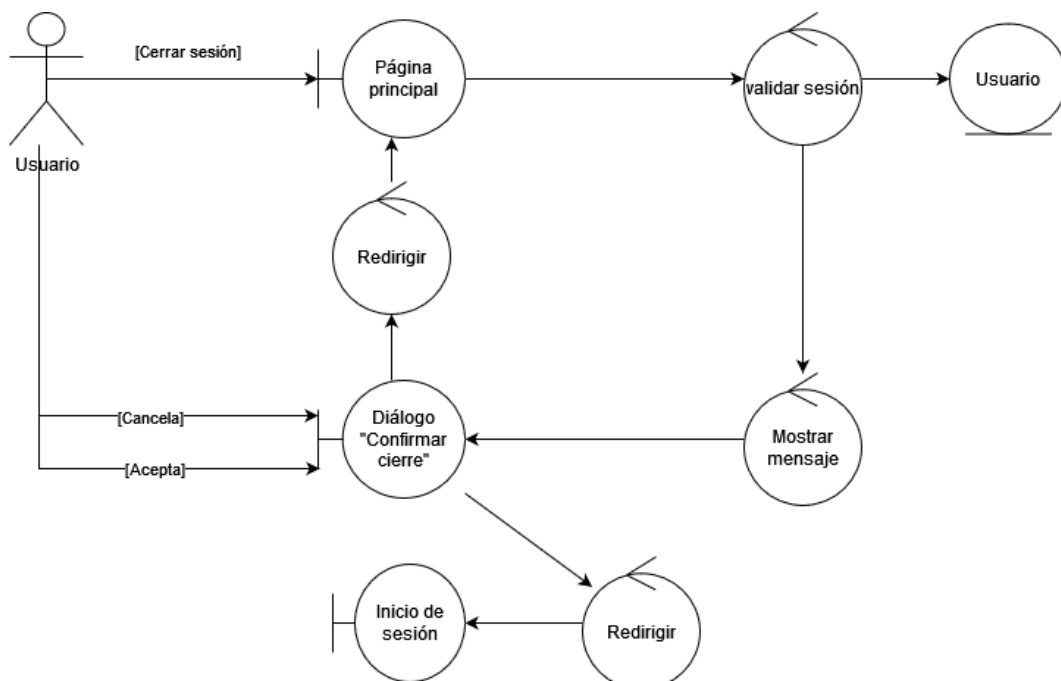 [Cerrar sesión]
Página
principal
validar sesión
Usuario
Usuario
Redirigir
[Cancela]
[Acepta]
Diálogo
"Confirmar
cierre"
Mostrar
mensaje
Inicio de
sesión
Redirigir